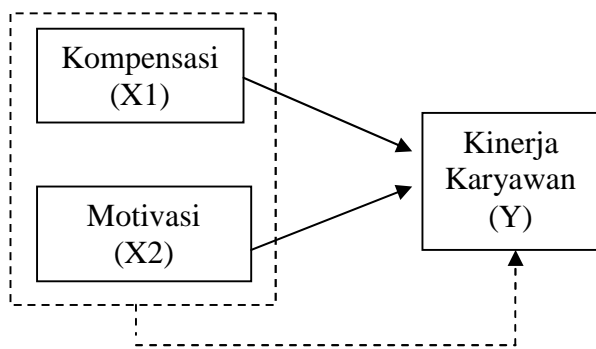 Kompensasi
(X1)
Motivasi
(X2)
Kinerja
Karyawan
(Y)